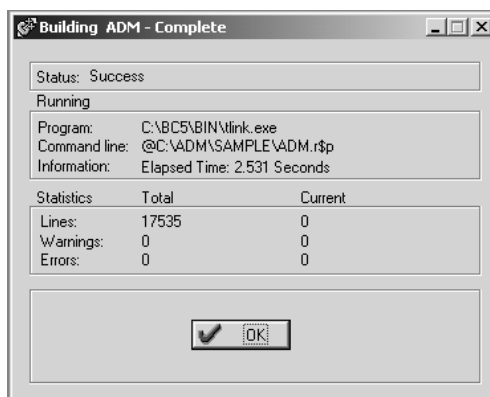 Building ADM - Complete
Status: Success
Running
Program: C:\BC5\BIN\tlink.exe
Command line: @C:\ADM\SAMPLE\ADM.r$p
Information: Elapsed Time: 2.531 Seconds
Statistics Total Current
Lines: 17535 0
Warnings: 0 0
Errors: 0 0
OK